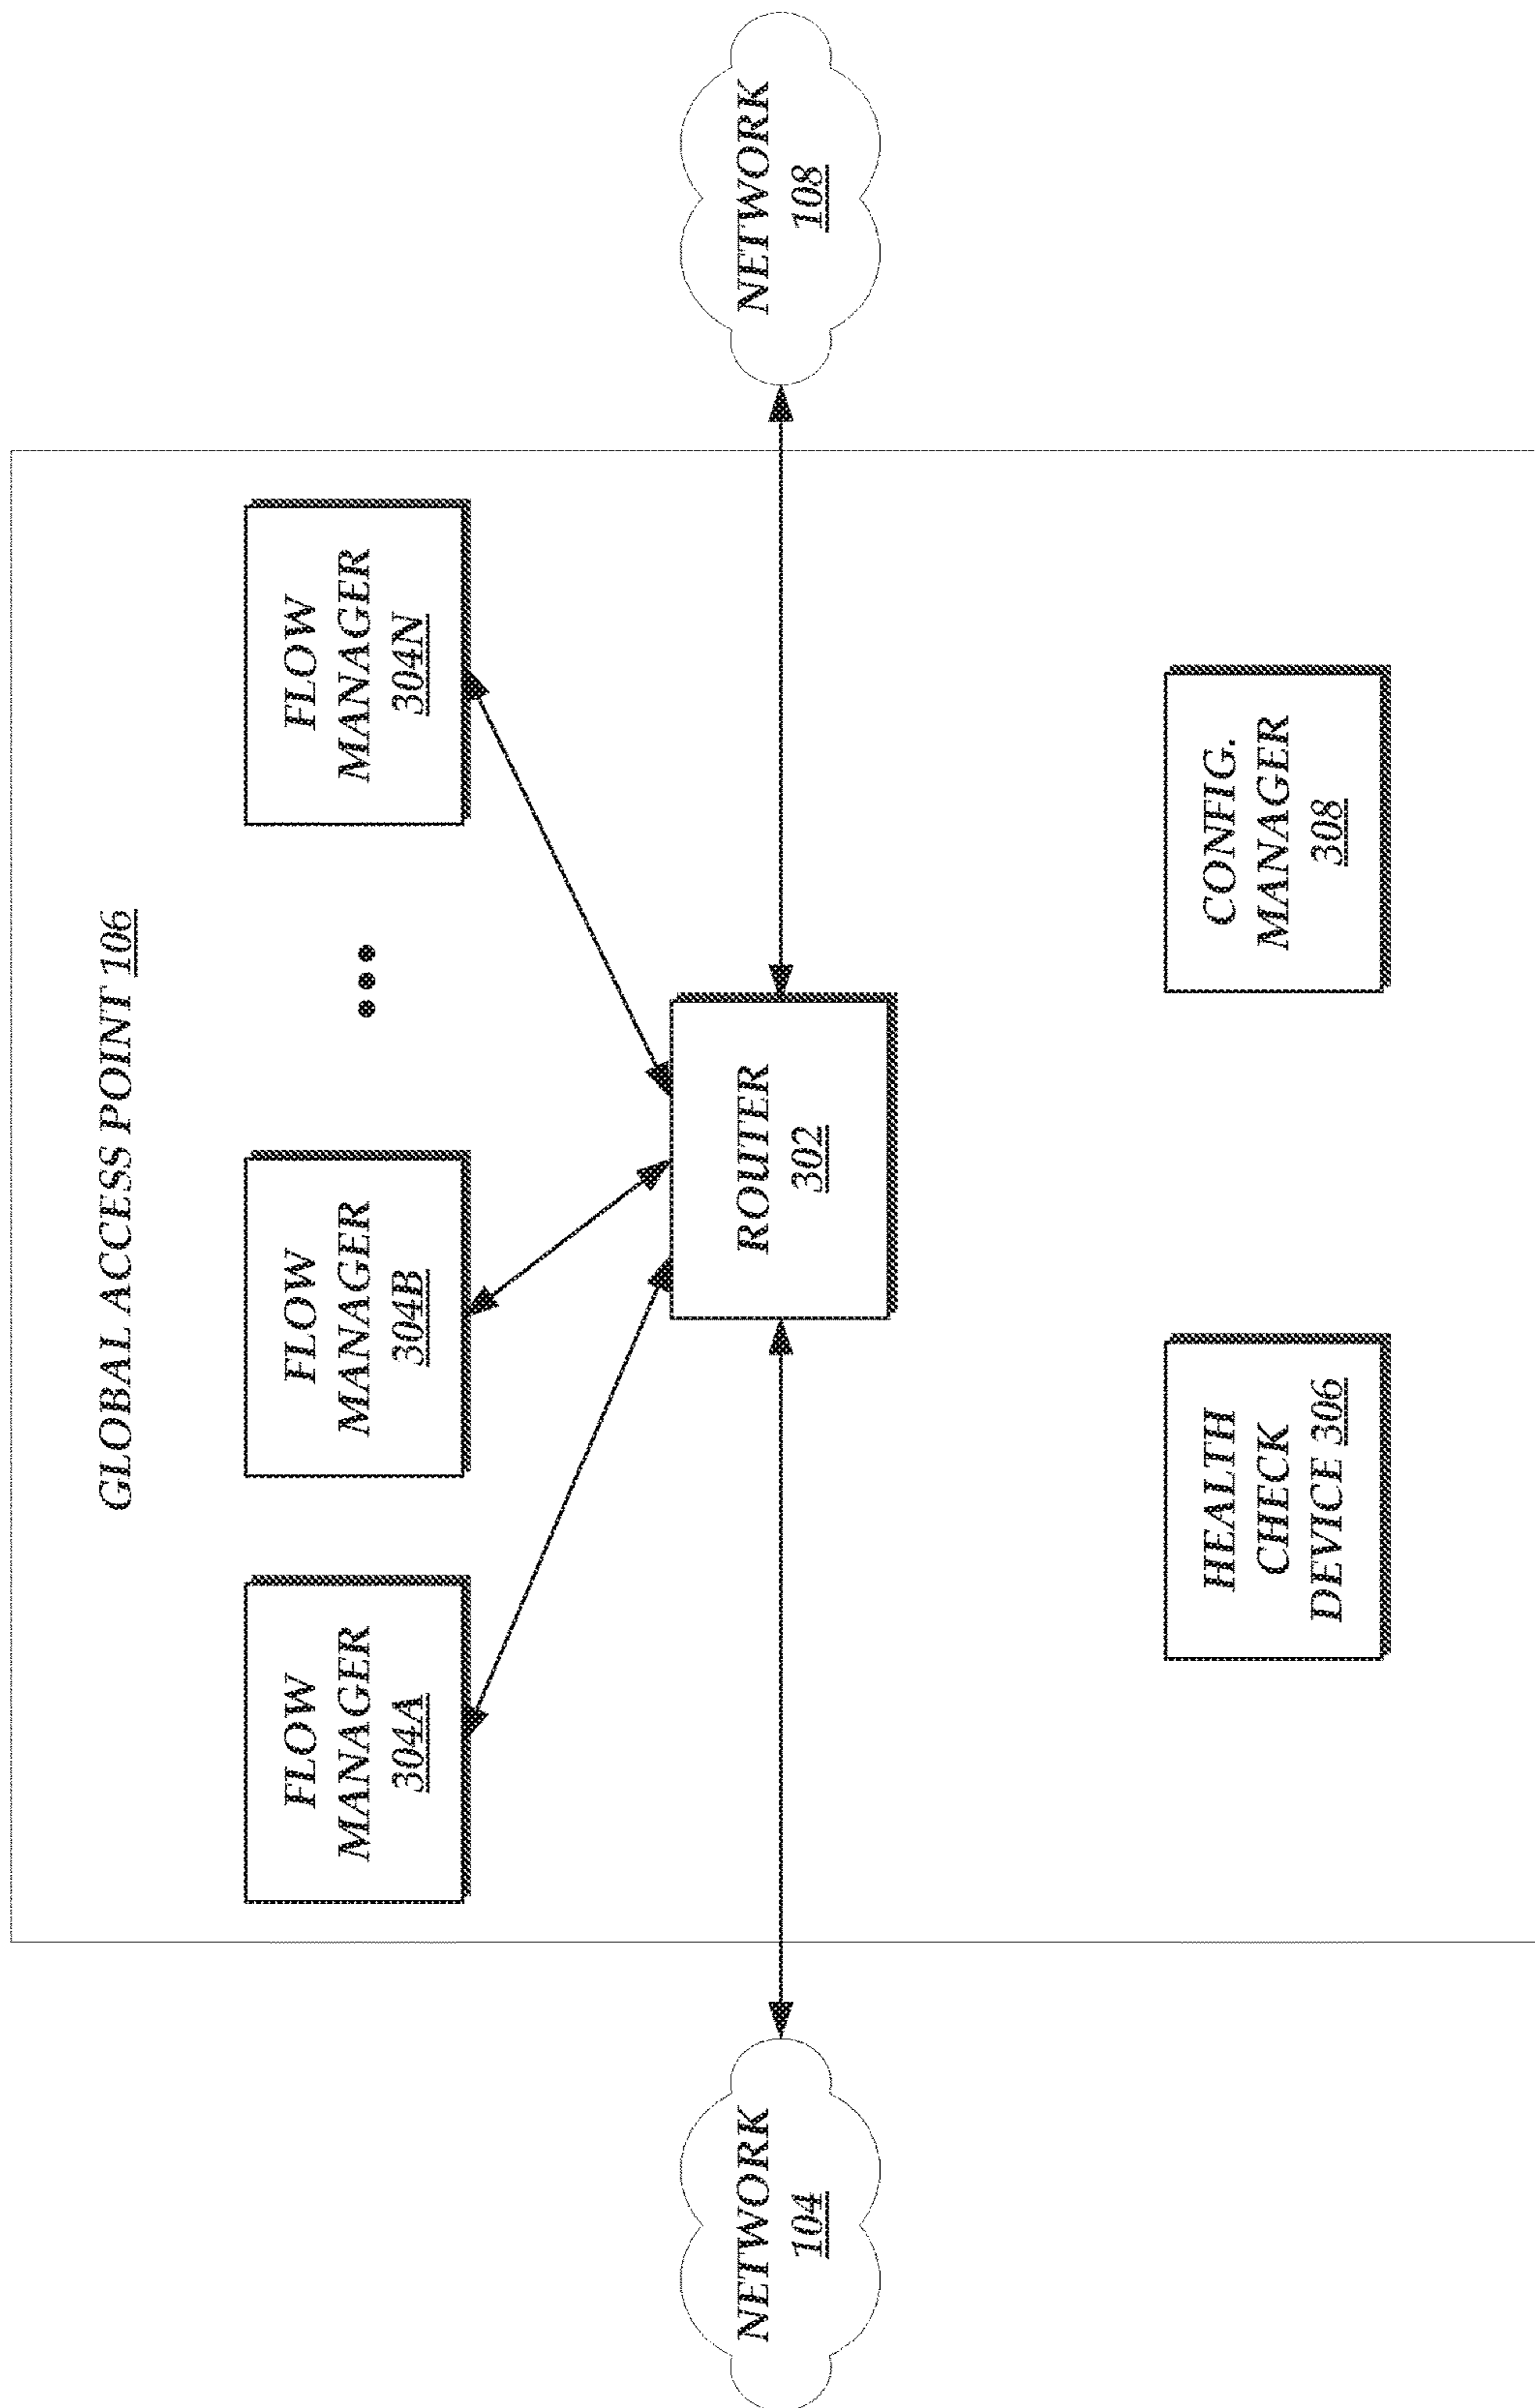 GLOBAL ACCESS POINT 106
FLOW
MANAGER
304A
FLOW
MANAGER
304B
FLOW
MANAGER
304N
NETWORK
104
ROUTER
302
NETWORK
108
HEALTH
CHECK
DEVICE 306
CONFIG.
MANAGER
308